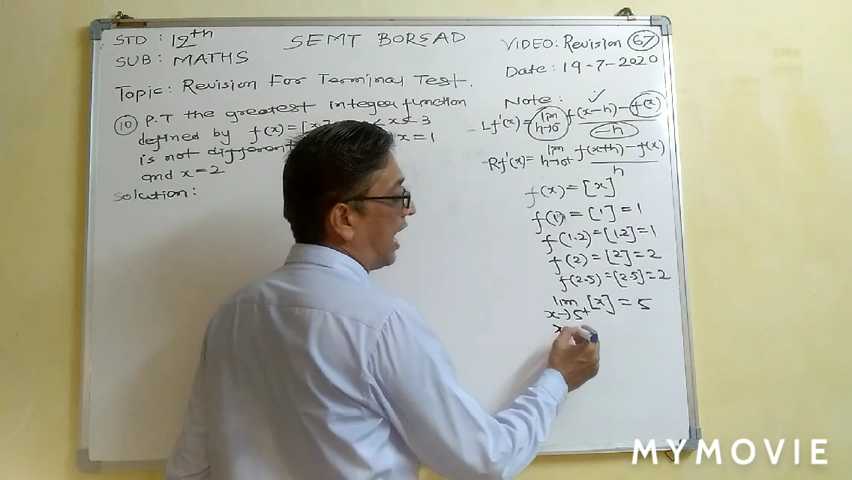 STD : 12th
SUB : MATHS
SEMT BOREAD
VIDEO: Revision 67
Date: 19-7-2020
Topic: Revision For Terminal Test.
10 P.T the greatest integer function
defined by f(x) = [x] < x < 3
is not different x = 1
and x = 2
Solution:
Note:
Lf'(x) = lim h→0- f(x-h) - f(x) / -h
Rf'(x) = lim h→0+ f(x+h) - f(x) / h
f(x) = [x]
f(1) = [1] = 1
f(1.2) = [1.2] = 1
f(2) = [2] = 2
f(2.5) = [2.5] = 2
lim x→5+ [x] = 5
x
MYMOVIE